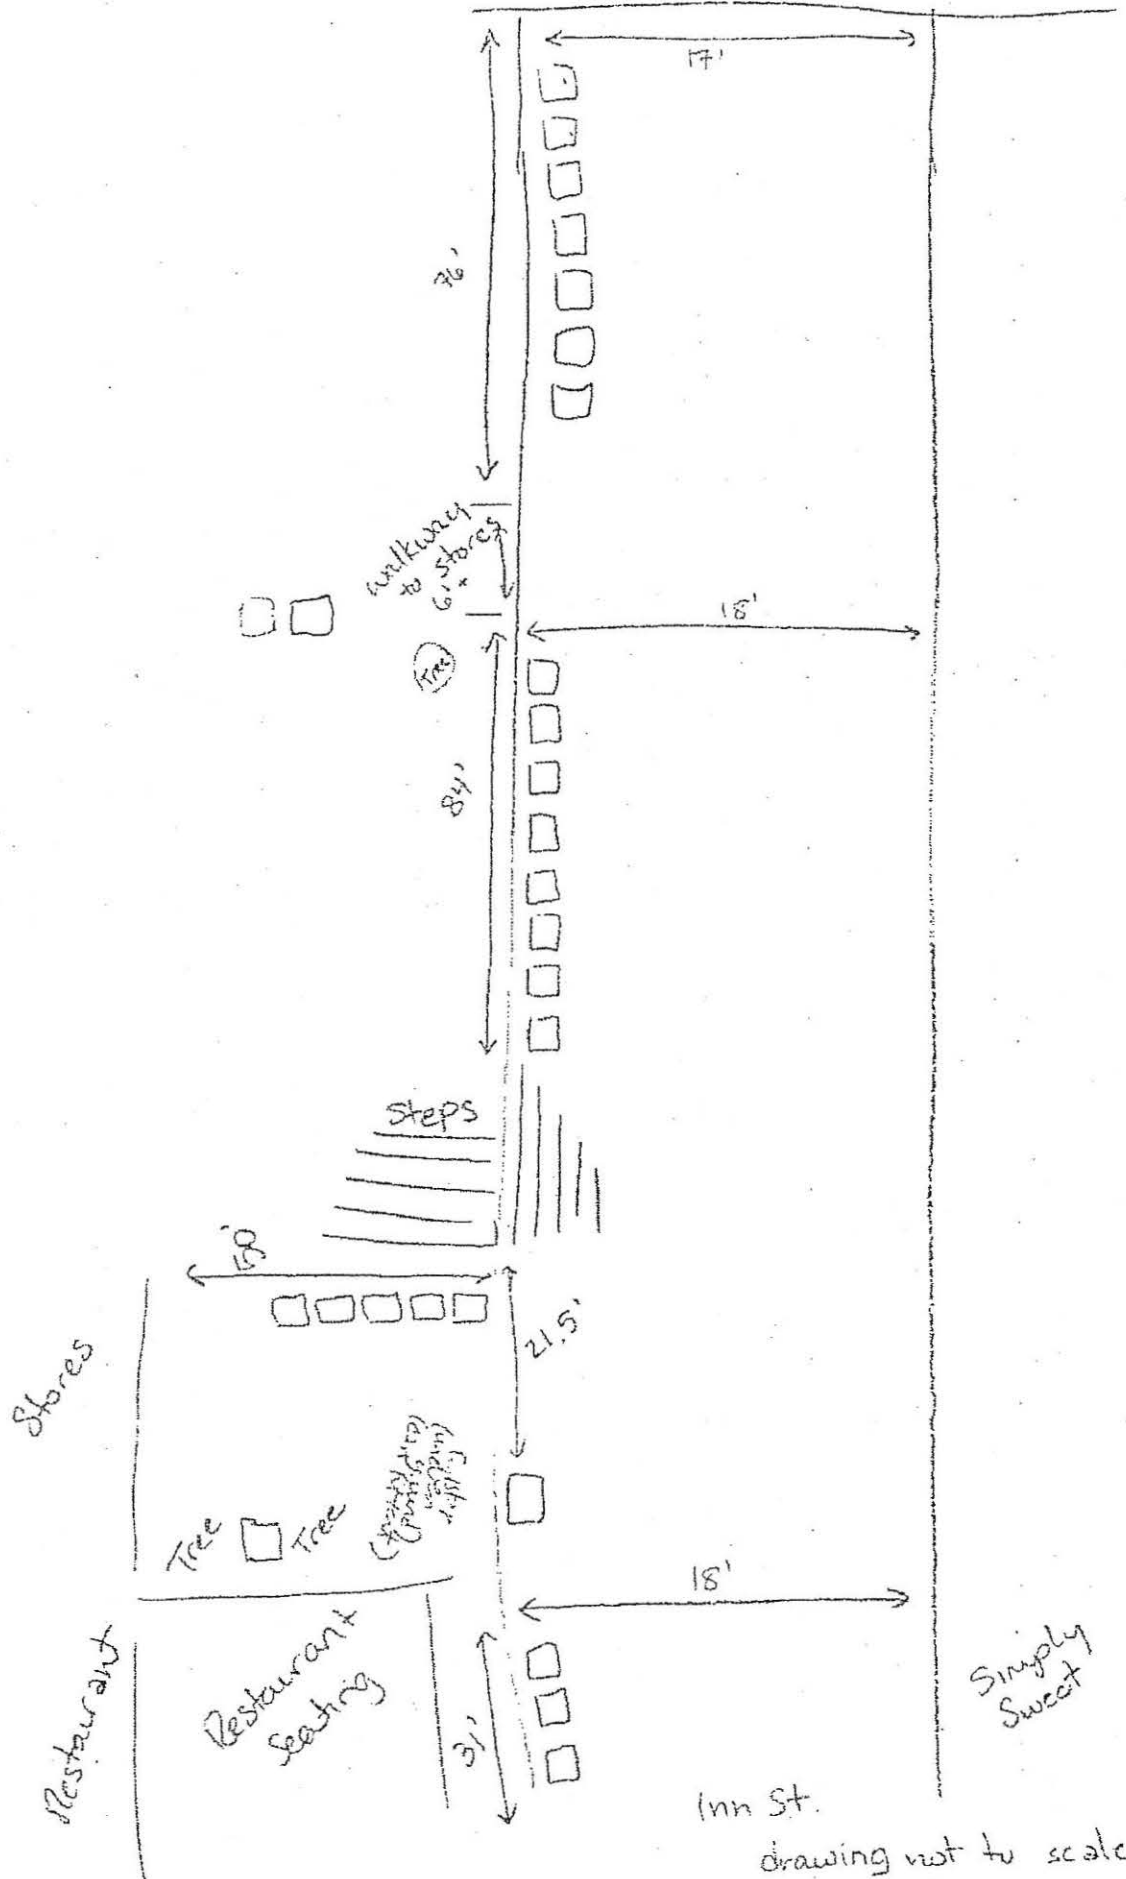 17'
76'
walkway
to stores
6'
18'
Tree
84'
Steps
50'
21.5'
Stores
Tree
Tree
18'
Restaurant
Restaurant
Seating
31'
Simply
Sweet
Inn St.
drawing not to scale